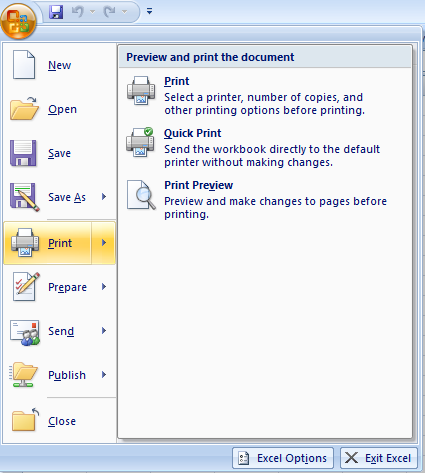 Preview and print the document
New
Open
Save
Save As
Print
Prepare
Send
Publish
Close
Print
Select a printer, number of copies, and
other printing options before printing.
Quick Print
Send the workbook directly to the default
printer without making changes.
Print Preview
Preview and make changes to pages before
printing.
Excel Options
Exit Excel